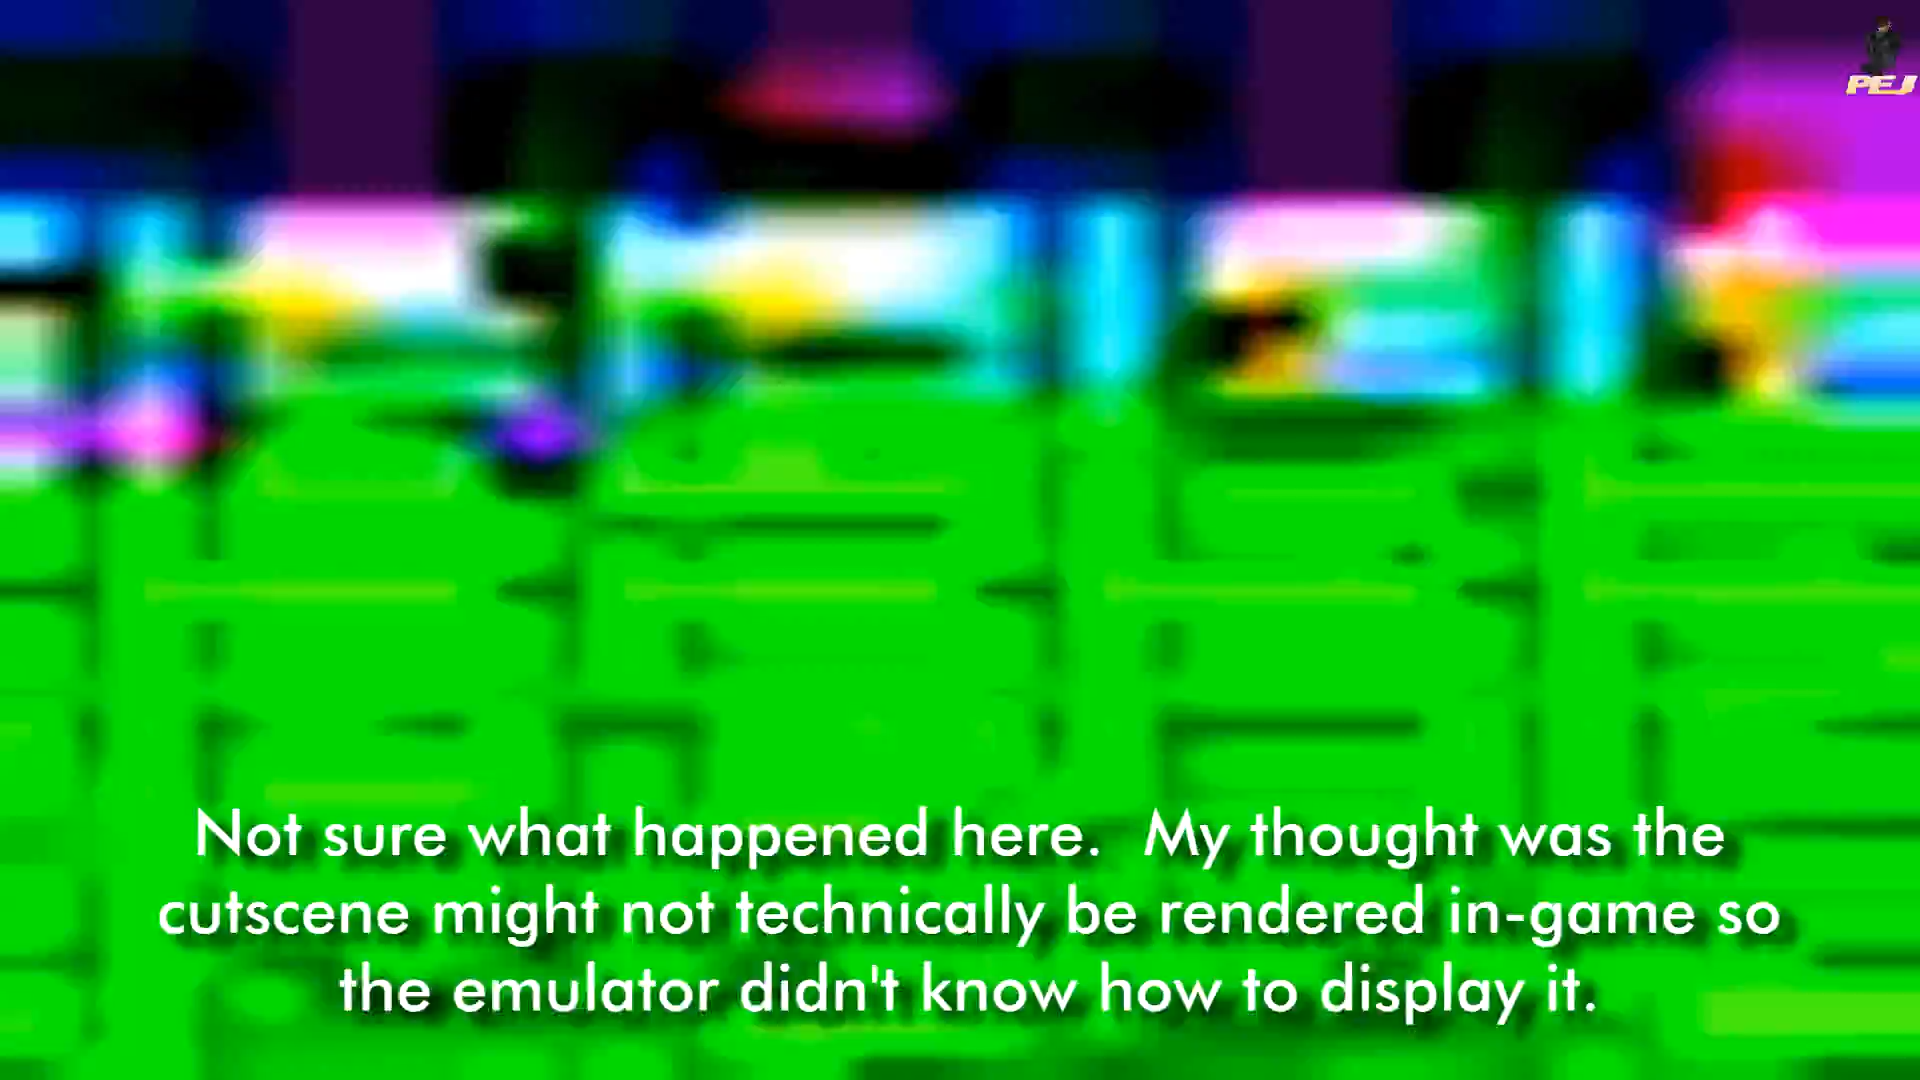 PEJ
Not sure what happened here.  My thought was the
cutscene might not technically be rendered in-game so
the emulator didn't know how to display it.